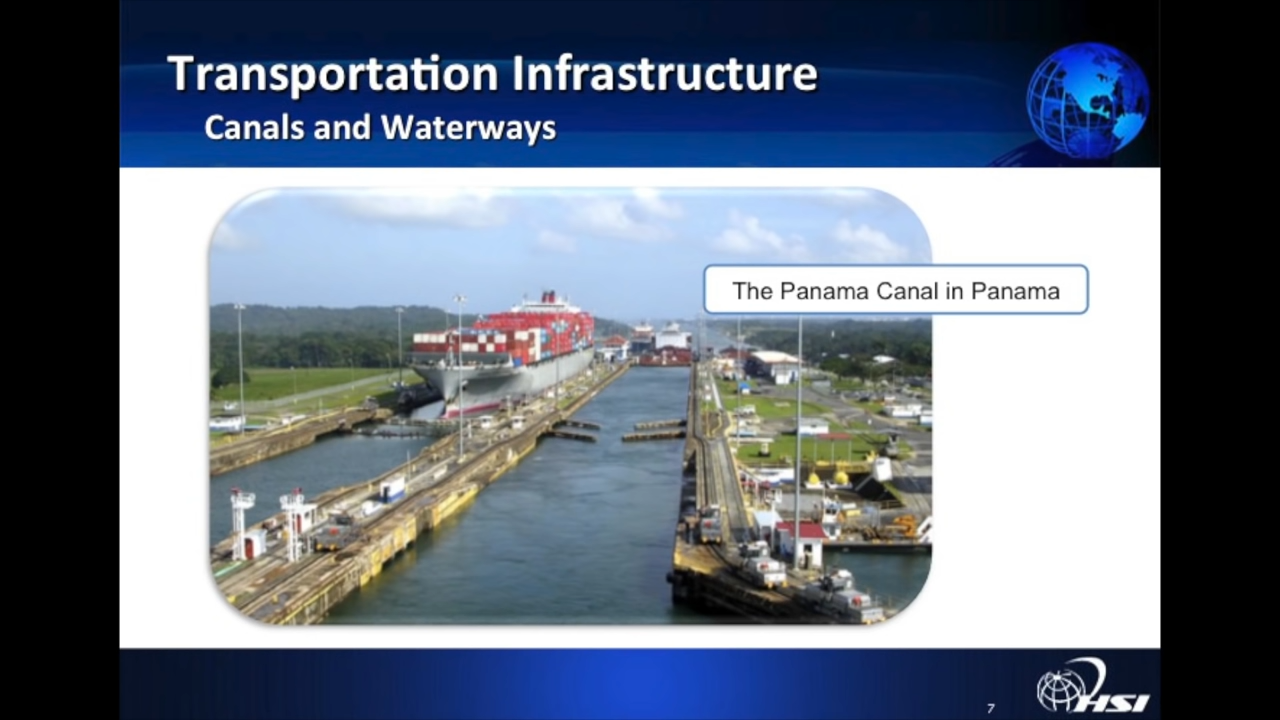 Transportation Infrastructure
Canals and Waterways
The Panama Canal in Panama
7
HSI